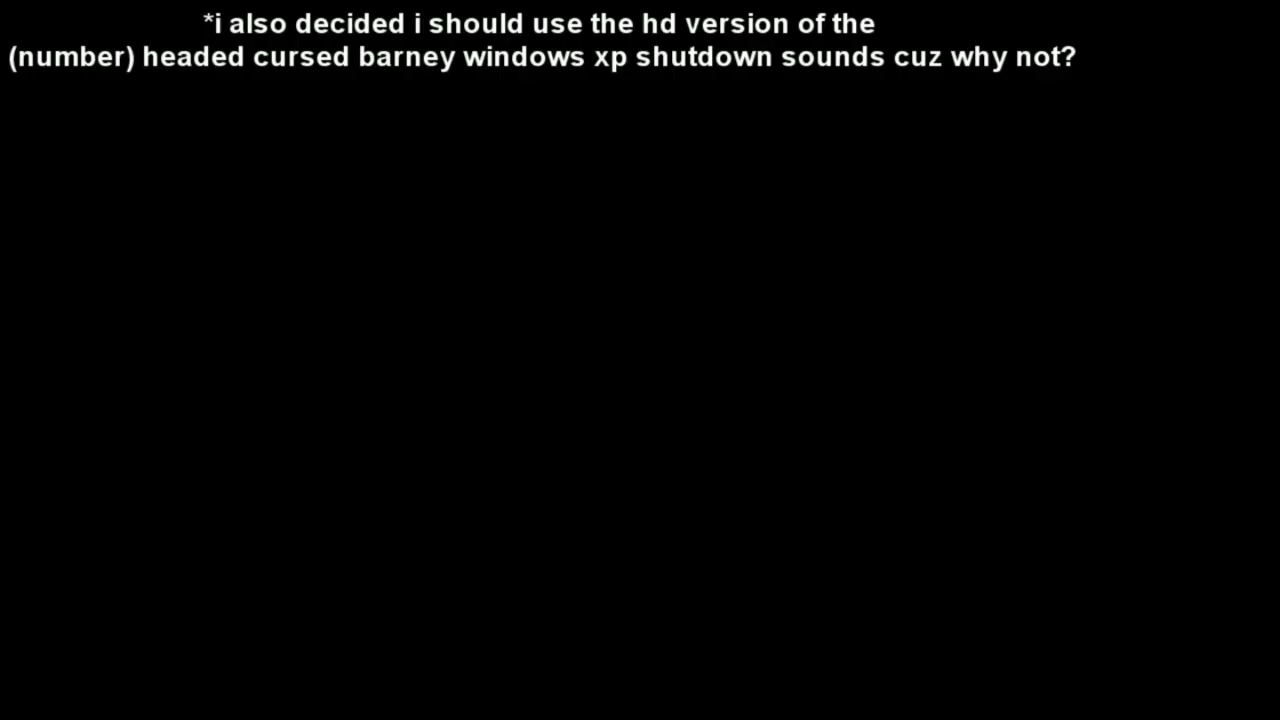 *i also decided i should use the hd version of the
(number) headed cursed barney windows xp shutdown sounds cuz why not?